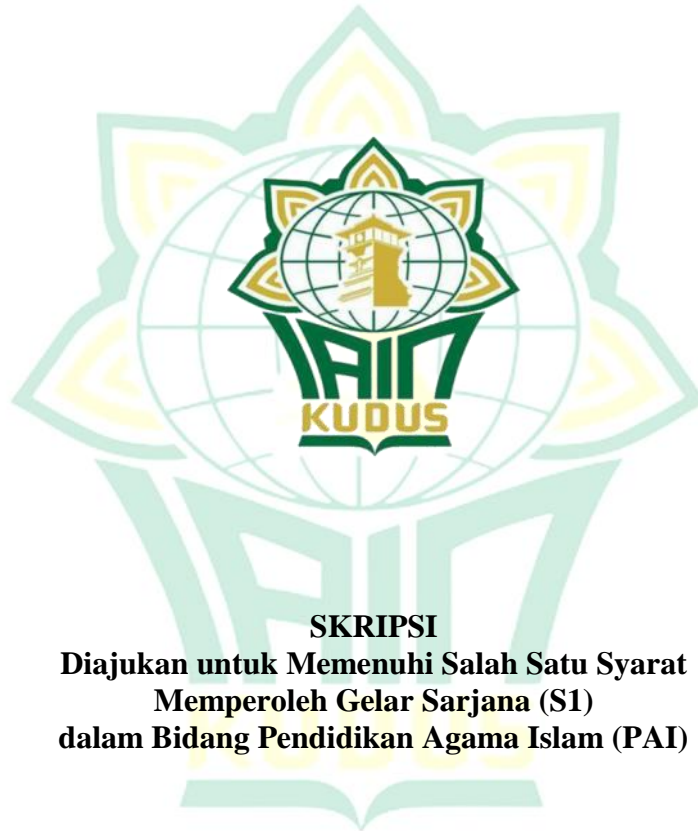 IAIN
KUDUS
SKRIPSI
Diajukan untuk Memenuhi Salah Satu Syarat
Memperoleh Gelar Sarjana (S1)
dalam Bidang Pendidikan Agama Islam (PAI)